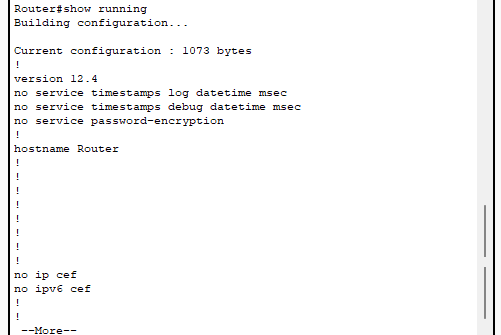 Router#show running
Building configuration...
Current configuration : 1073 bytes
!
version 12.4
no service timestamps log datetime msec
no service timestamps debug datetime msec
no service password-encryption
!
hostname Router
!
!
!
!
!
!
!
!
no ip cef
no ipv6 cef
!
!
--More--